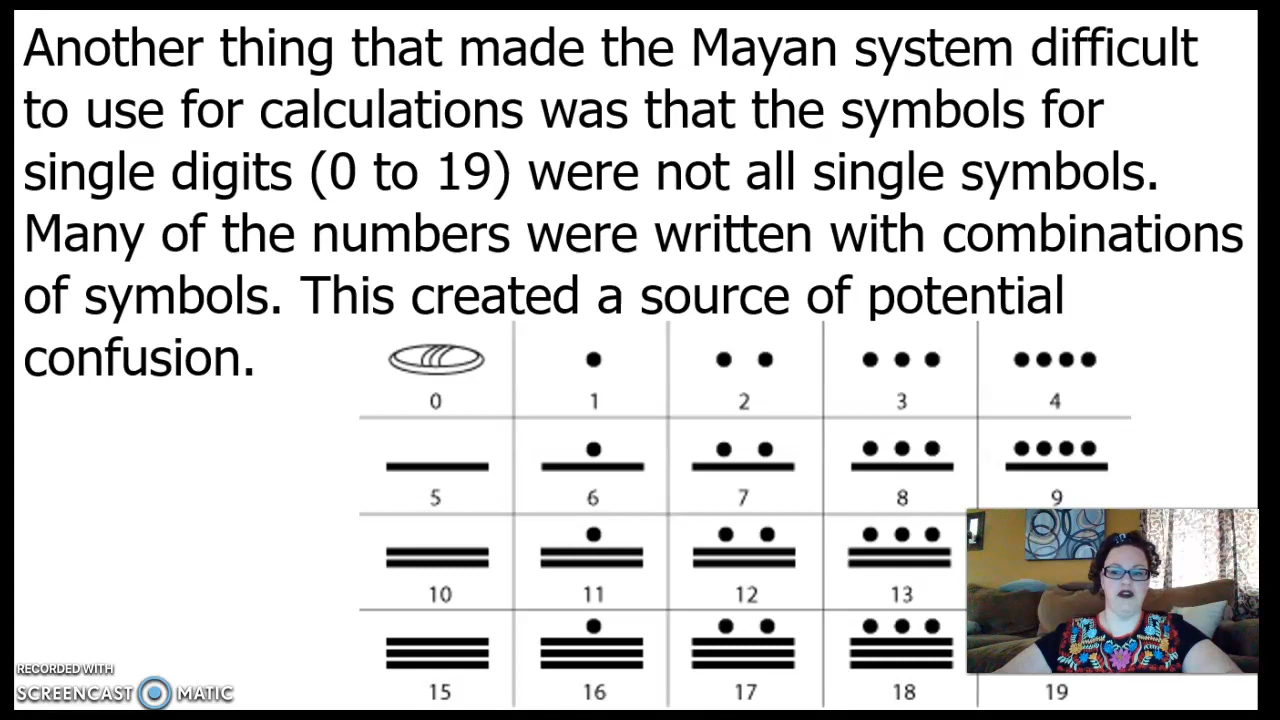 Another thing that made the Mayan system difficult
to use for calculations was that the symbols for
single digits (0 to 19) were not all single symbols.
Many of the numbers were written with combinations
of symbols. This created a source of potential
confusion.
0 1 2 3 4
5 6 7 8 9
10 11 12 13
15 16 17 18 19
RECORDED WITH
SCREENCAST MATIC